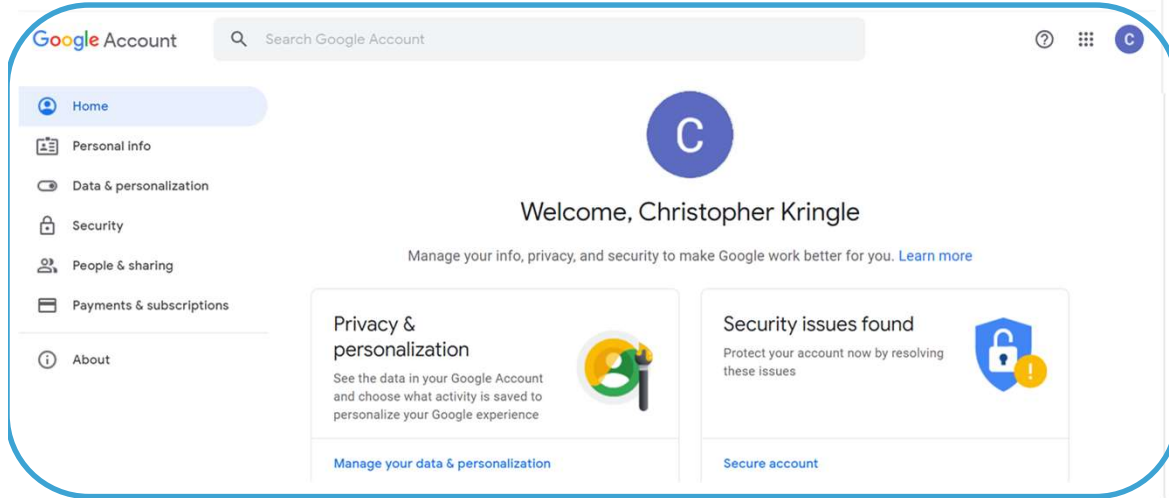 Google Account
Search Google Account
C
Home
Personal info
Data & personalization
Security
People & sharing
Payments & subscriptions
About
C
Welcome, Christopher Kringle
Manage your info, privacy, and security to make Google work better for you. Learn more
Privacy &
personalization
See the data in your Google Account
and choose what activity is saved to
personalize your Google experience
Manage your data & personalization
Security issues found
Protect your account now by resolving
these issues
Secure account